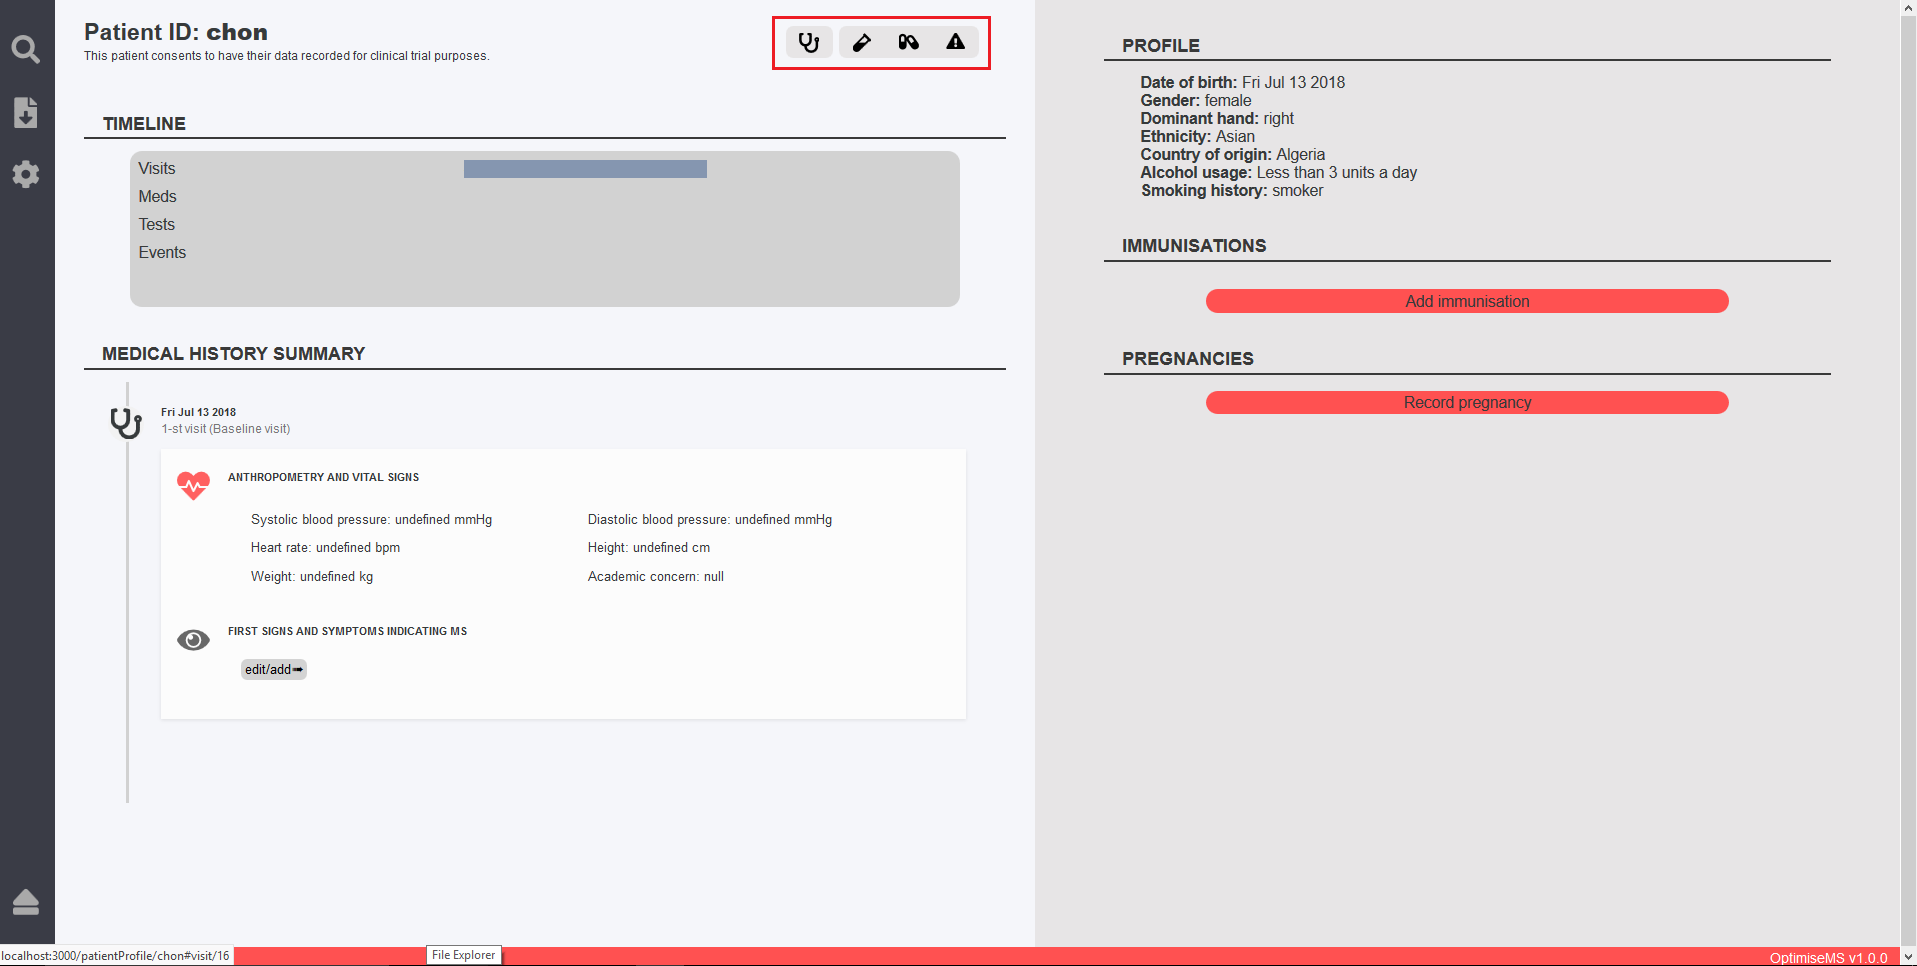 Patient ID: chon
This patient consents to have their data recorded for clinical trial purposes.
TIMELINE
Visits
Meds
Tests
Events
MEDICAL HISTORY SUMMARY
Fri Jul 13 2018
1-st visit (Baseline visit)
ANTHROPOMETRY AND VITAL SIGNS
Systolic blood pressure: undefined mmHg
Diastolic blood pressure: undefined mmHg
Heart rate: undefined bpm
Height: undefined cm
Weight: undefined kg
Academic concern: null
FIRST SIGNS AND SYMPTOMS INDICATING MS
edit/add➡
PROFILE
Date of birth: Fri Jul 13 2018
Gender: female
Dominant hand: right
Ethnicity: Asian
Country of origin: Algeria
Alcohol usage: Less than 3 units a day
Smoking history: smoker
IMMUNISATIONS
Add immunisation
PREGNANCIES
Record pregnancy
localhost:3000/patientProfile/chon#visit/16
File Explorer
OptimiseMS v1.0.0